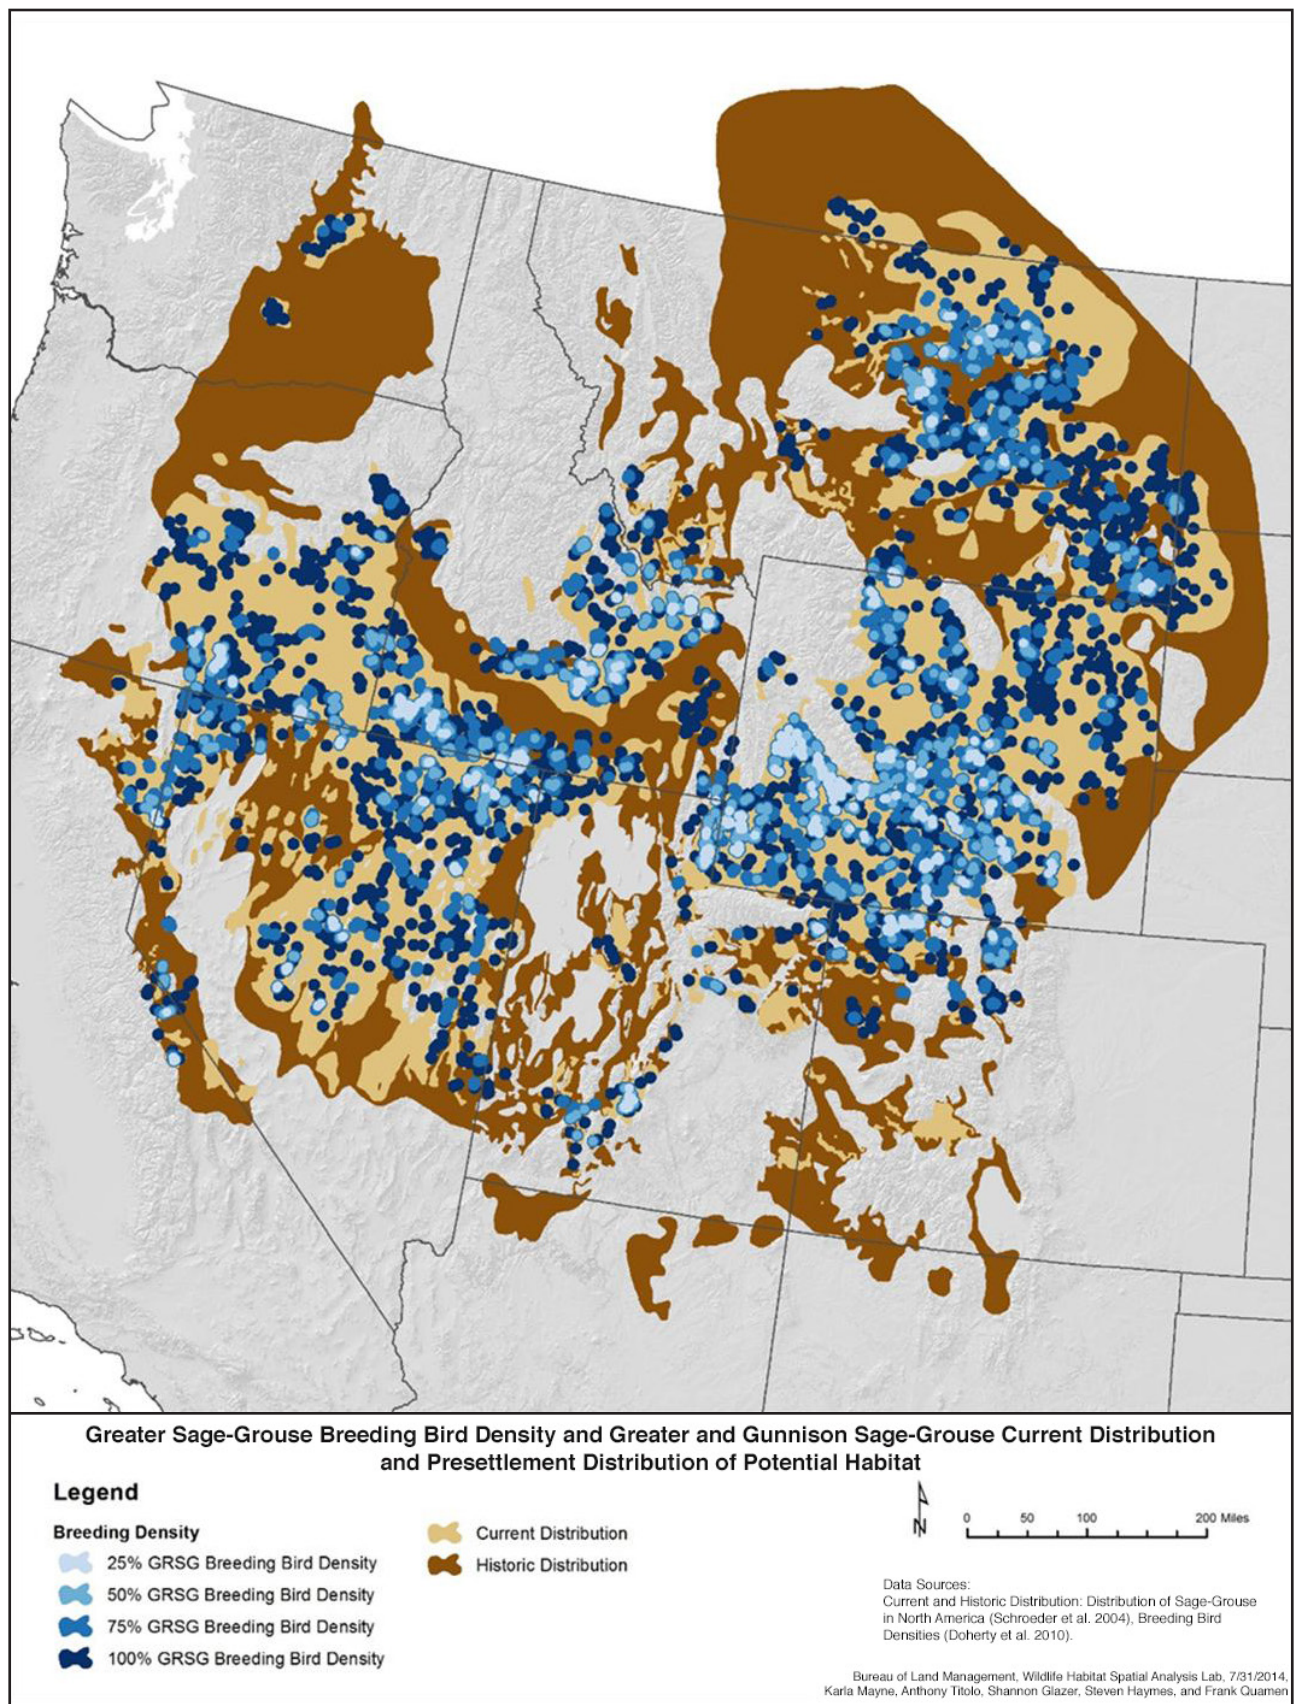 Greater Sage-Grouse Breeding Bird Density and Greater and Gunnison Sage-Grouse Current Distribution
and Presettlement Distribution of Potential Habitat
Legend
Breeding Density
25% GRSG Breeding Bird Density
50% GRSG Breeding Bird Density
75% GRSG Breeding Bird Density
100% GRSG Breeding Bird Density
Current Distribution
Historic Distribution
N
0 50 100 200 Miles
Data Sources:
Current and Historic Distribution: Distribution of Sage-Grouse
in North America (Schroeder et al. 2004), Breeding Bird
Densities (Doherty et al. 2010).
Bureau of Land Management, Wildlife Habitat Spatial Analysis Lab, 7/31/2014,
Karla Mayne, Anthony Titolo, Shannon Glazer, Steven Haymes, and Frank Quamen